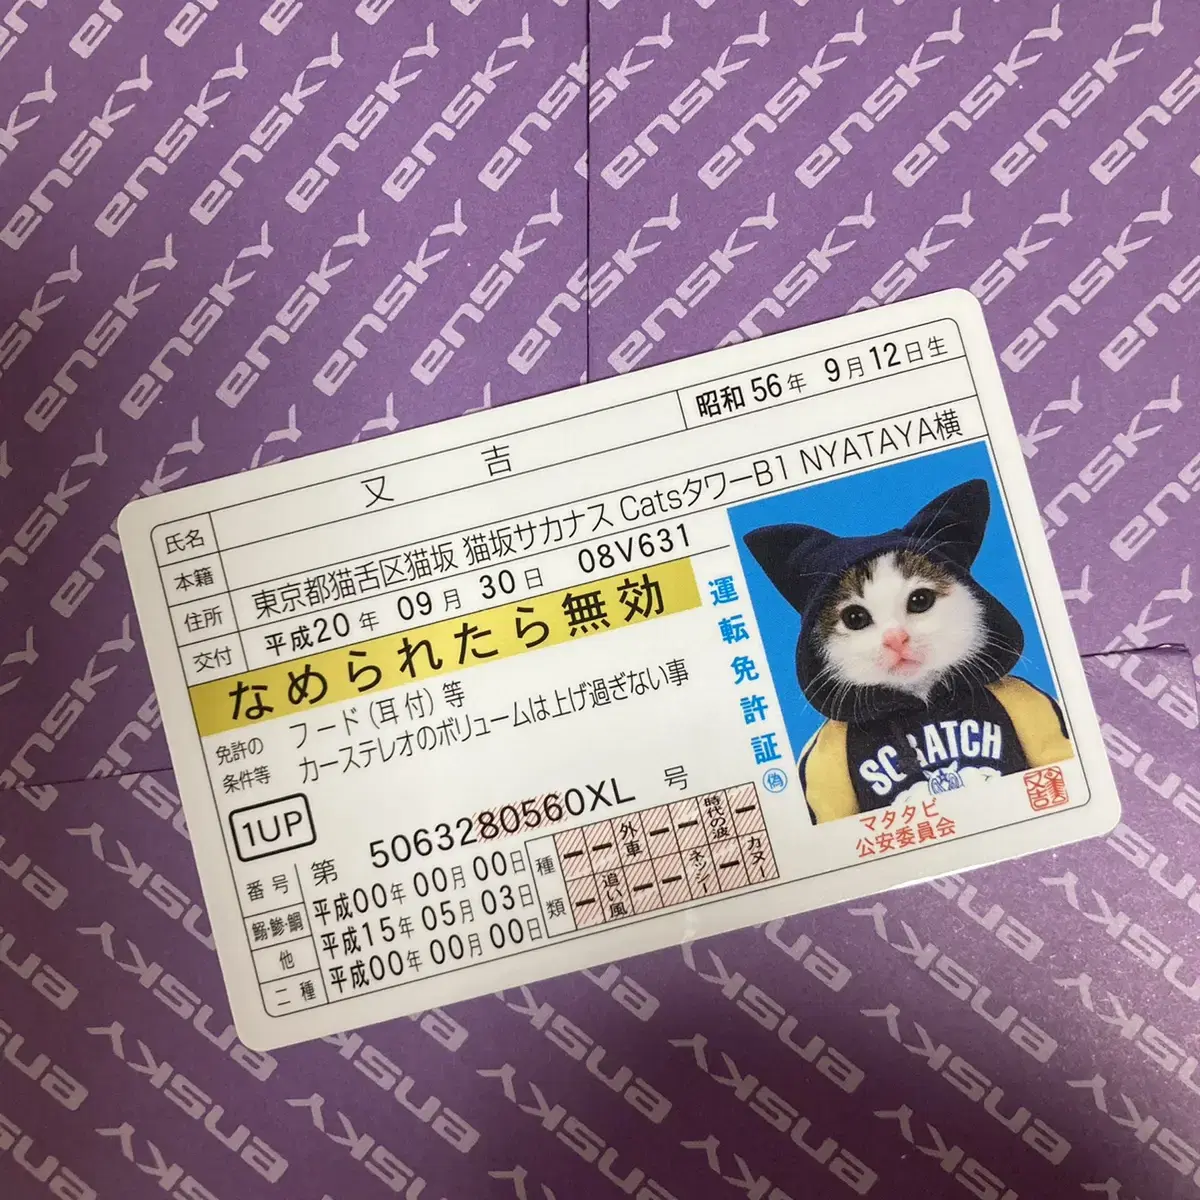 氏名 又吉 昭和56年 9月12日生
本籍
住所 東京都猫舌区猫坂 猫坂サカナス CatsタワーB1 NYATAYA横
交付 平成20年 09月 30日 08V631
なめられたら無効
免許の条件等 フード(耳付)等
カーステレオのボリュームは上げ過ぎない事
1UP
番号 第 5063280560XL 号
鰯・鯵・鯛 平成00年 00月 00日
他 平成15年 05月 03日
二種 平成00年 00月 00日
種類
外車
時代の波
追い風
ネッシー
カヌー
運転免許証
偽
SCRATCH
マタタビ
公安委員会
ensky